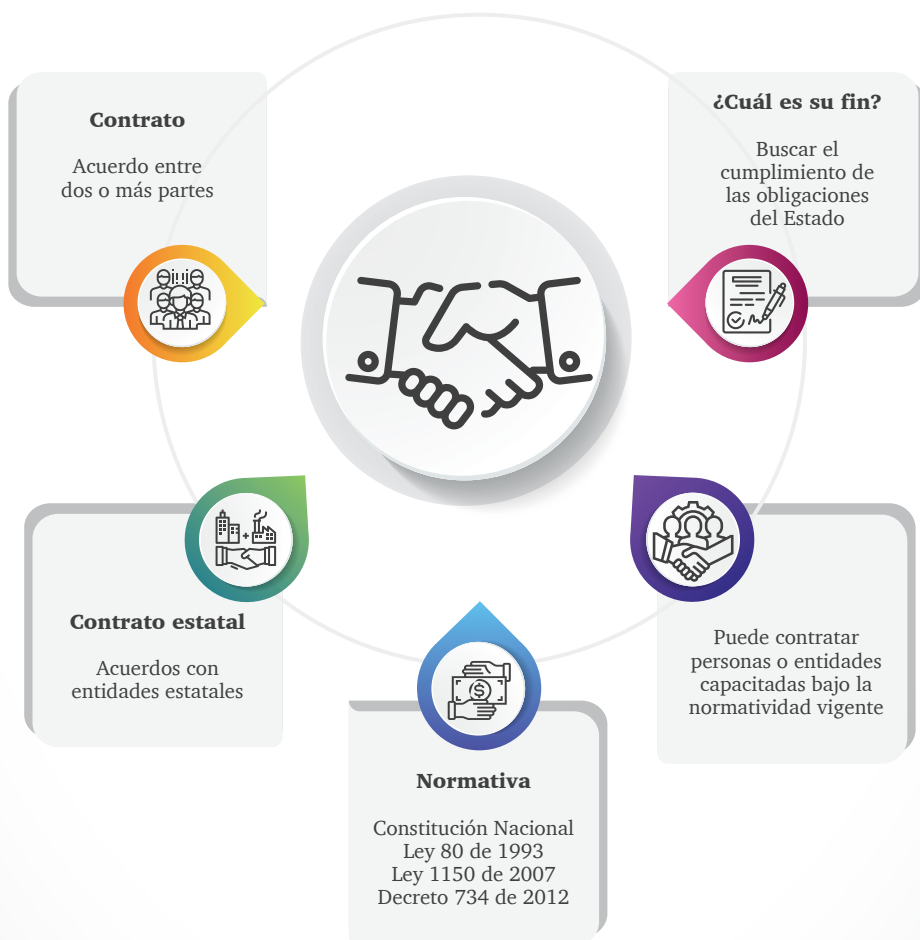 Contrato
Acuerdo entre
dos o más partes
¿Cuál es su fin?
Buscar el
cumplimiento de
las obligaciones
del Estado
Contrato estatal
Acuerdos con
entidades estatales
Puede contratar
personas o entidades
capacitadas bajo la
normatividad vigente
Normativa
Constitución Nacional
Ley 80 de 1993
Ley 1150 de 2007
Decreto 734 de 2012